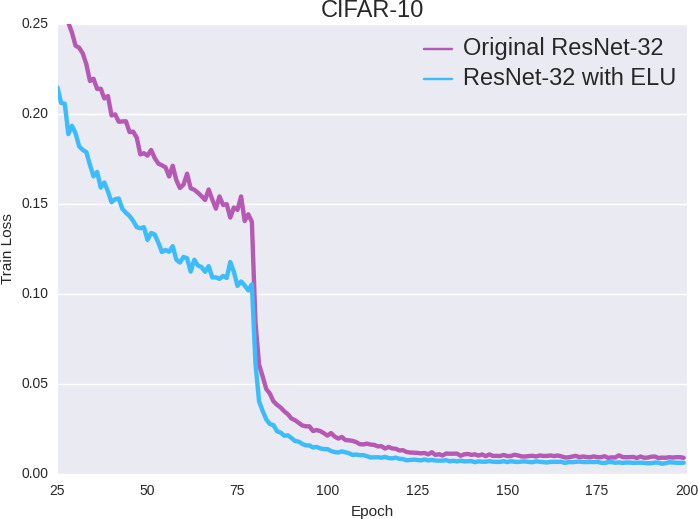 CIFAR-10
Original ResNet-32
ResNet-32 with ELU
0.25
0.20
0.15
0.10
0.05
0.00
Train Loss
25 50 75 100 125 150 175 200
Epoch